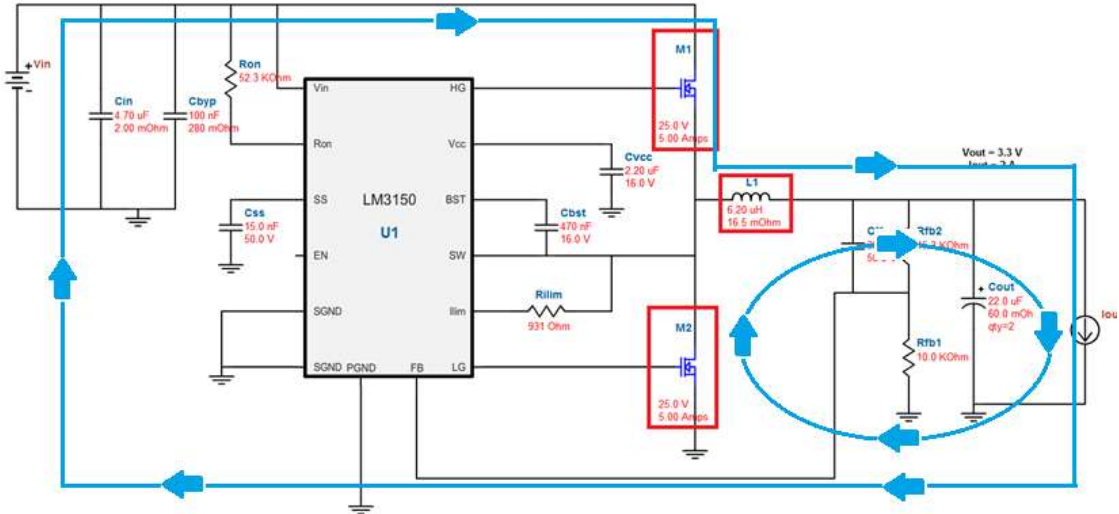 Vin
Cin
4.70 uF
2.00 mOhm
Cbyp
100 nF
280 mOhm
Ron
52.3 KOhm
Vin
Ron
SS
EN
SGND
SGND
PGND
FB
LG
Ilim
SW
BST
Vcc
HG
LM3150
U1
Css
15.0 nF
50.0 V
Cvcc
2.20 uF
16.0 V
Cbst
470 nF
16.0 V
Rilim
931 Ohm
M1
25.0 V
5.00 Amps
L1
6.20 uH
16.5 mOhm
M2
25.0 V
5.00 Amps
Vout = 3.3 V
Rfb2
KOhm
Cout
22.0 uF
60.0 mOh
qty=2
Rfb1
10.0 KOhm
Iou